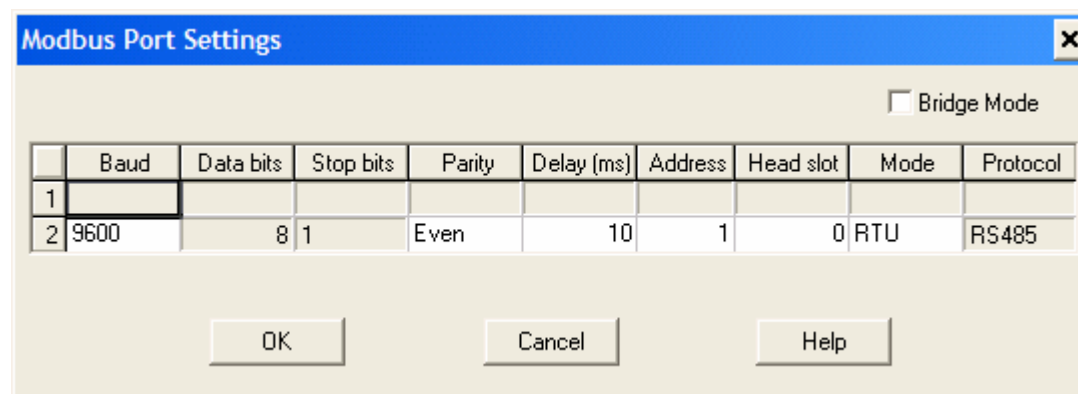 Modbus Port Settings
Bridge Mode
Baud Data bits Stop bits Parity Delay (ms) Address Head slot Mode Protocol
1
2 9600 8 1 Even 10 1 0 RTU RS485
OK Cancel Help